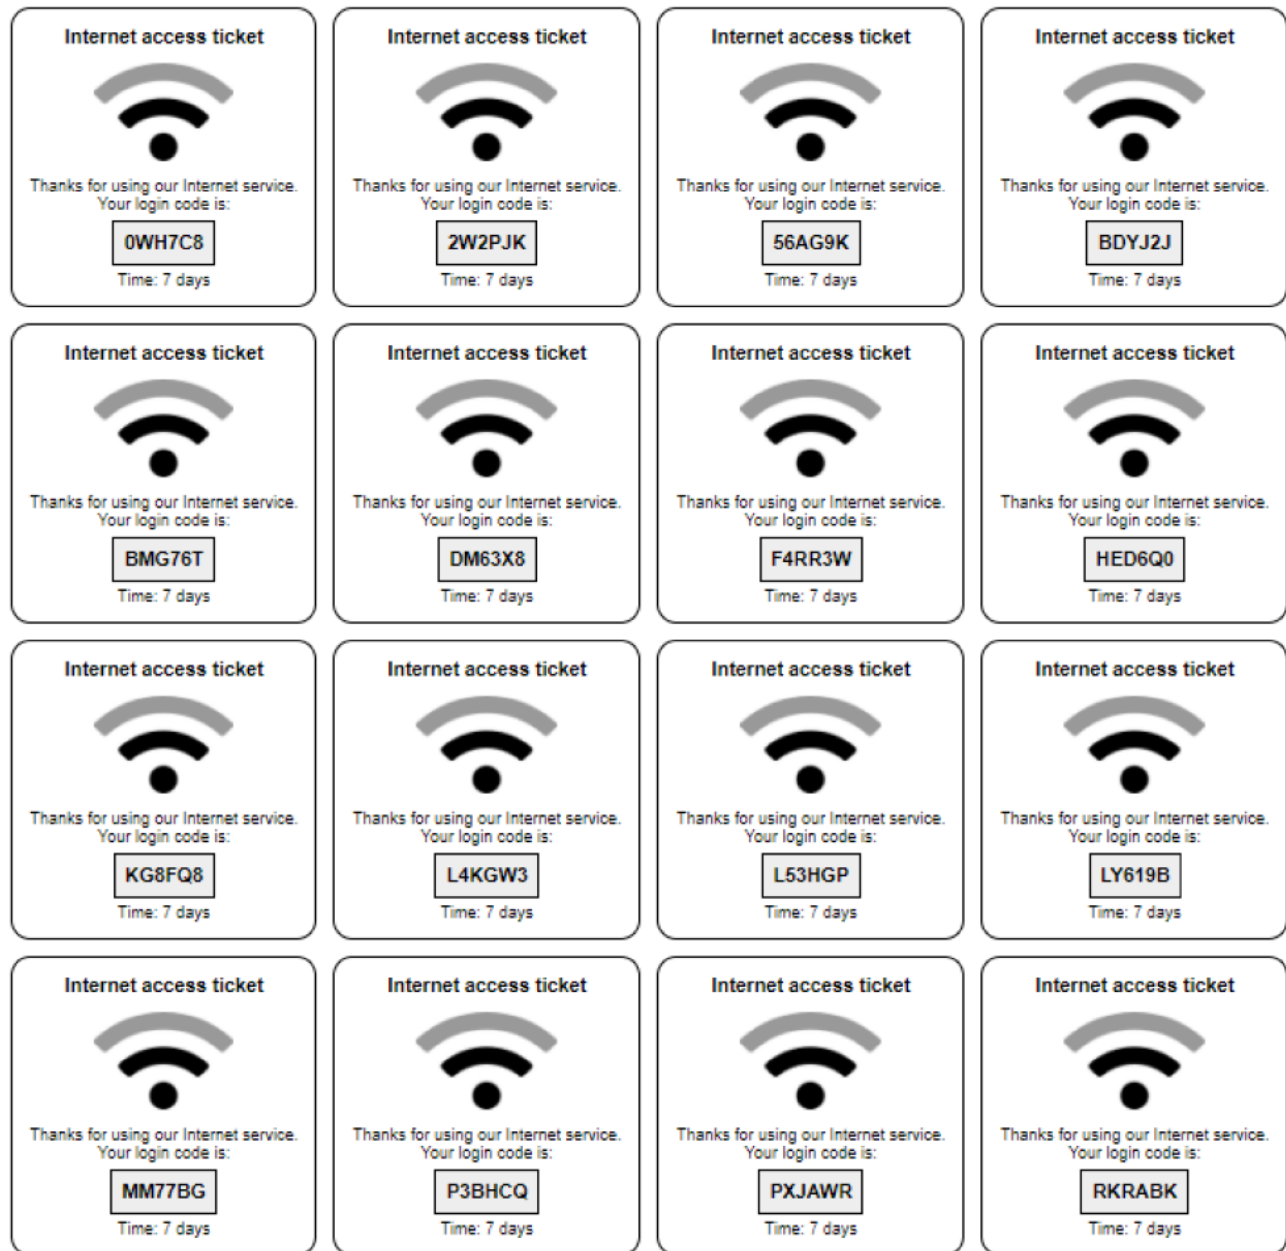 Internet access ticket
Thanks for using our Internet service.
Your login code is:
0WH7C8
Time: 7 days
Internet access ticket
Thanks for using our Internet service.
Your login code is:
2W2PJK
Time: 7 days
Internet access ticket
Thanks for using our Internet service.
Your login code is:
56AG9K
Time: 7 days
Internet access ticket
Thanks for using our Internet service.
Your login code is:
BDYJ2J
Time: 7 days
Internet access ticket
Thanks for using our Internet service.
Your login code is:
BMG76T
Time: 7 days
Internet access ticket
Thanks for using our Internet service.
Your login code is:
DM63X8
Time: 7 days
Internet access ticket
Thanks for using our Internet service.
Your login code is:
F4RR3W
Time: 7 days
Internet access ticket
Thanks for using our Internet service.
Your login code is:
HED6Q0
Time: 7 days
Internet access ticket
Thanks for using our Internet service.
Your login code is:
KG8FQ8
Time: 7 days
Internet access ticket
Thanks for using our Internet service.
Your login code is:
L4KGW3
Time: 7 days
Internet access ticket
Thanks for using our Internet service.
Your login code is:
L53HGP
Time: 7 days
Internet access ticket
Thanks for using our Internet service.
Your login code is:
LY619B
Time: 7 days
Internet access ticket
Thanks for using our Internet service.
Your login code is:
MM77BG
Time: 7 days
Internet access ticket
Thanks for using our Internet service.
Your login code is:
P3BHCQ
Time: 7 days
Internet access ticket
Thanks for using our Internet service.
Your login code is:
PXJAWR
Time: 7 days
Internet access ticket
Thanks for using our Internet service.
Your login code is:
RKRABK
Time: 7 days